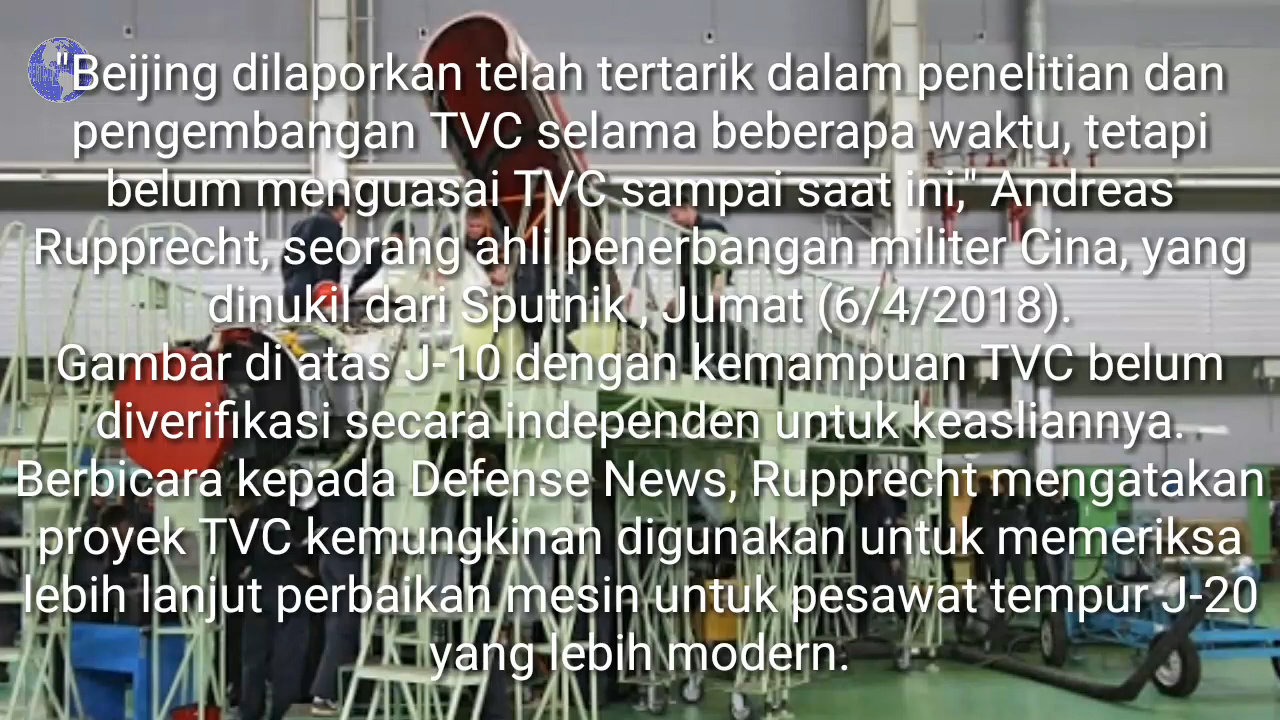 "Beijing dilaporkan telah tertarik dalam penelitian dan
pengembangan TVC selama beberapa waktu, tetapi
belum menguasai TVC sampai saat ini," Andreas
Rupprecht, seorang ahli penerbangan militer Cina, yang
dinukil dari Sputnik , Jumat (6/4/2018).
Gambar di atas J-10 dengan kemampuan TVC belum
diverifikasi secara independen untuk keasliannya.
Berbicara kepada Defense News, Rupprecht mengatakan
proyek TVC kemungkinan digunakan untuk memeriksa
lebih lanjut perbaikan mesin untuk pesawat tempur J-20
yang lebih modern.